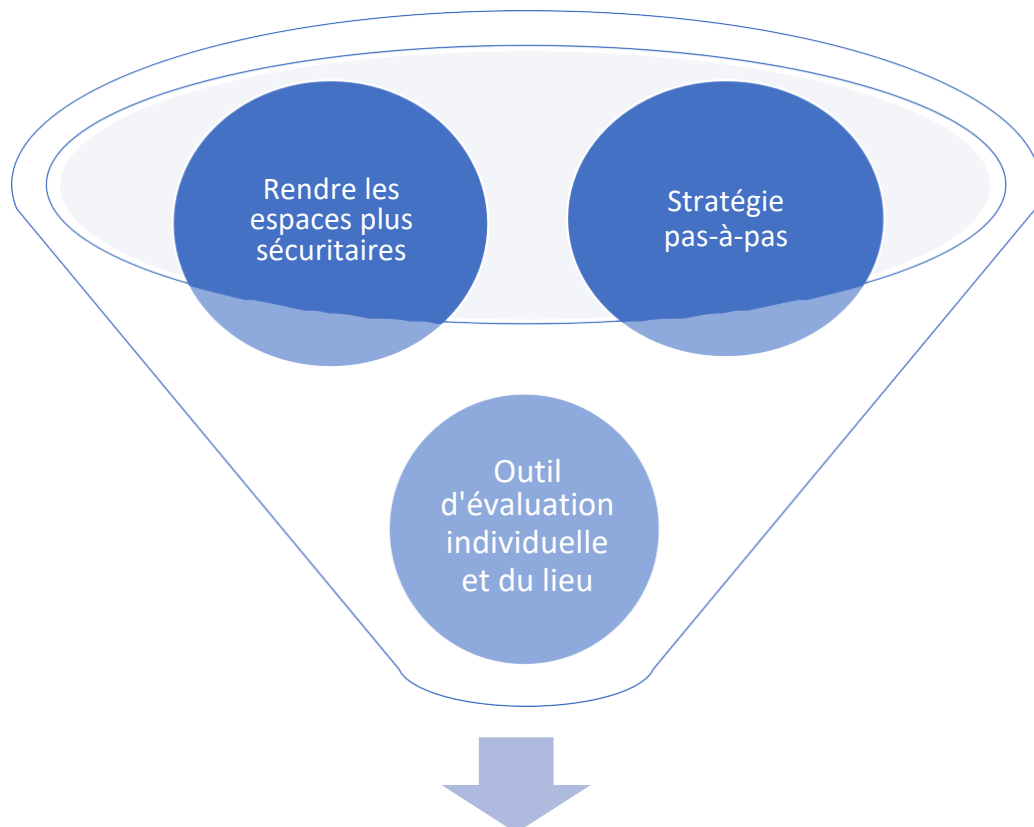 Rendre les
espaces plus
sécuritaires
Stratégie
pas-à-pas
Outil
d'évaluation
individuelle
et du lieu